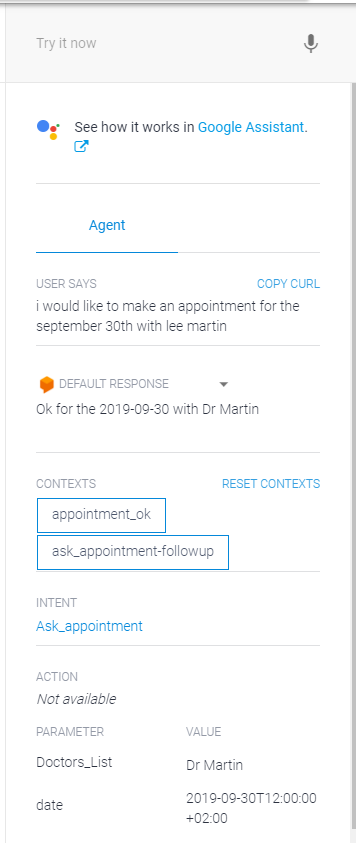 Try it now
See how it works in Google Assistant.
Agent
USER SAYS COPY CURL
i would like to make an appointment for the
september 30th with lee martin
DEFAULT RESPONSE
Ok for the 2019-09-30 with Dr Martin
CONTEXTS RESET CONTEXTS
appointment_ok
ask_appointment-followup
INTENT
Ask_appointment
ACTION
Not available
PARAMETER VALUE
Doctors_List Dr Martin
date 2019-09-30T12:00:00
+02:00